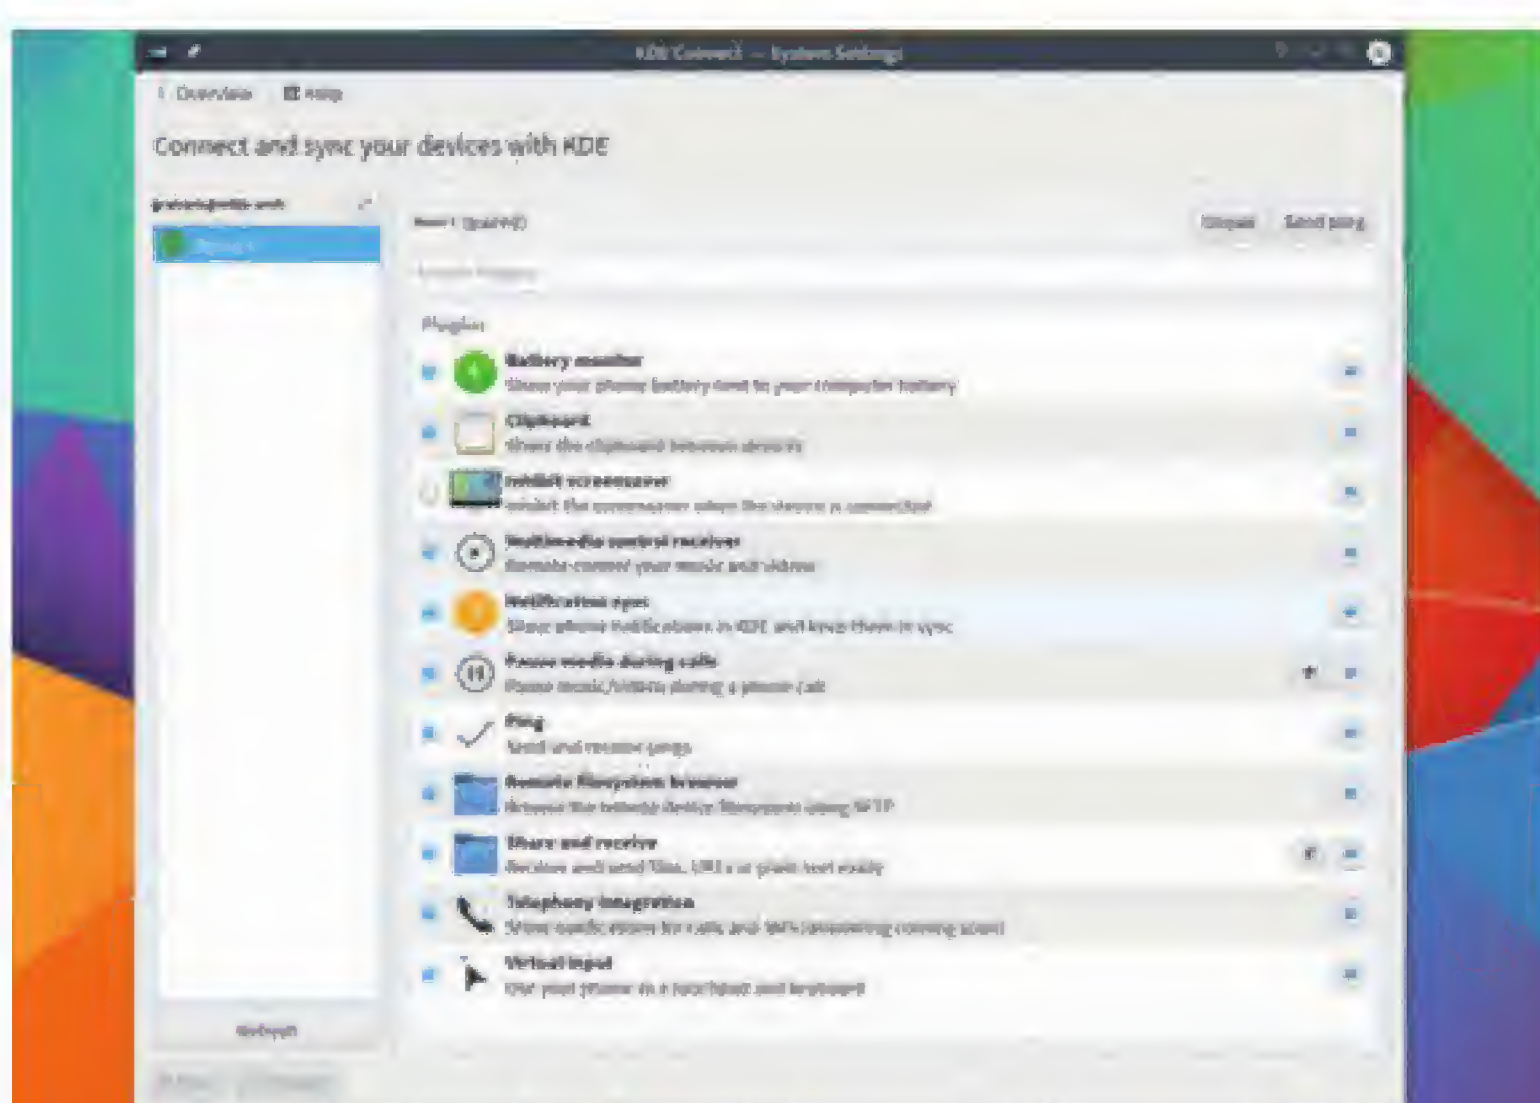 KDE Connect — System Settings
Overview Help
Connect and sync your devices with KDE
(paired)
Unpair Send ping
Plugins
Battery monitor
Show your phone battery next to your computer battery
Clipboard
Share the clipboard between devices
Inhibit screensaver
Inhibit the screensaver when the device is connected
Multimedia control receiver
Remote control your music and videos
Notification sync
Show phone notifications in KDE and keep them in sync
Pause media during calls
Pause music/videos during a phone call
Ping
Send and receive pings
Remote filesystem browser
Browse the remote device filesystem using SFTP
Share and receive
Receive and send files, URLs or plain text easily
Telephony integration
Show notifications for calls and SMS (answering coming soon)
Virtual input
Use your phone as a touchpad and keyboard
Refresh